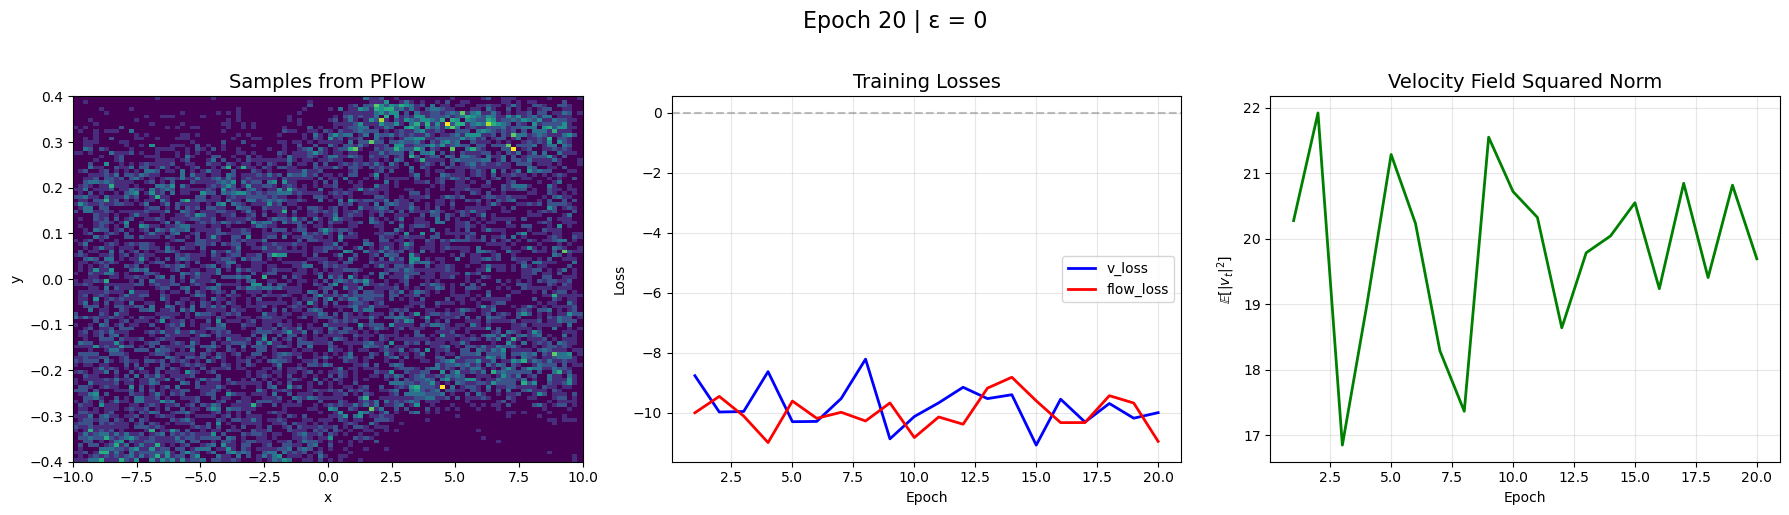 Epoch 20 | ε = 0
Samples from PFlow
0.4
0.3
0.2
0.1
0.0
−0.1
−0.2
−0.3
−0.4
y
−10.0 −7.5 −5.0 −2.5 0.0 2.5 5.0 7.5 10.0
x
Training Losses
0
−2
−4
−6
−8
−10
Loss
v_loss
flow_loss
2.5 5.0 7.5 10.0 12.5 15.0 17.5 20.0
Epoch
Velocity Field Squared Norm
22
21
20
19
18
17
𝔼[|v_t|²]
2.5 5.0 7.5 10.0 12.5 15.0 17.5 20.0
Epoch